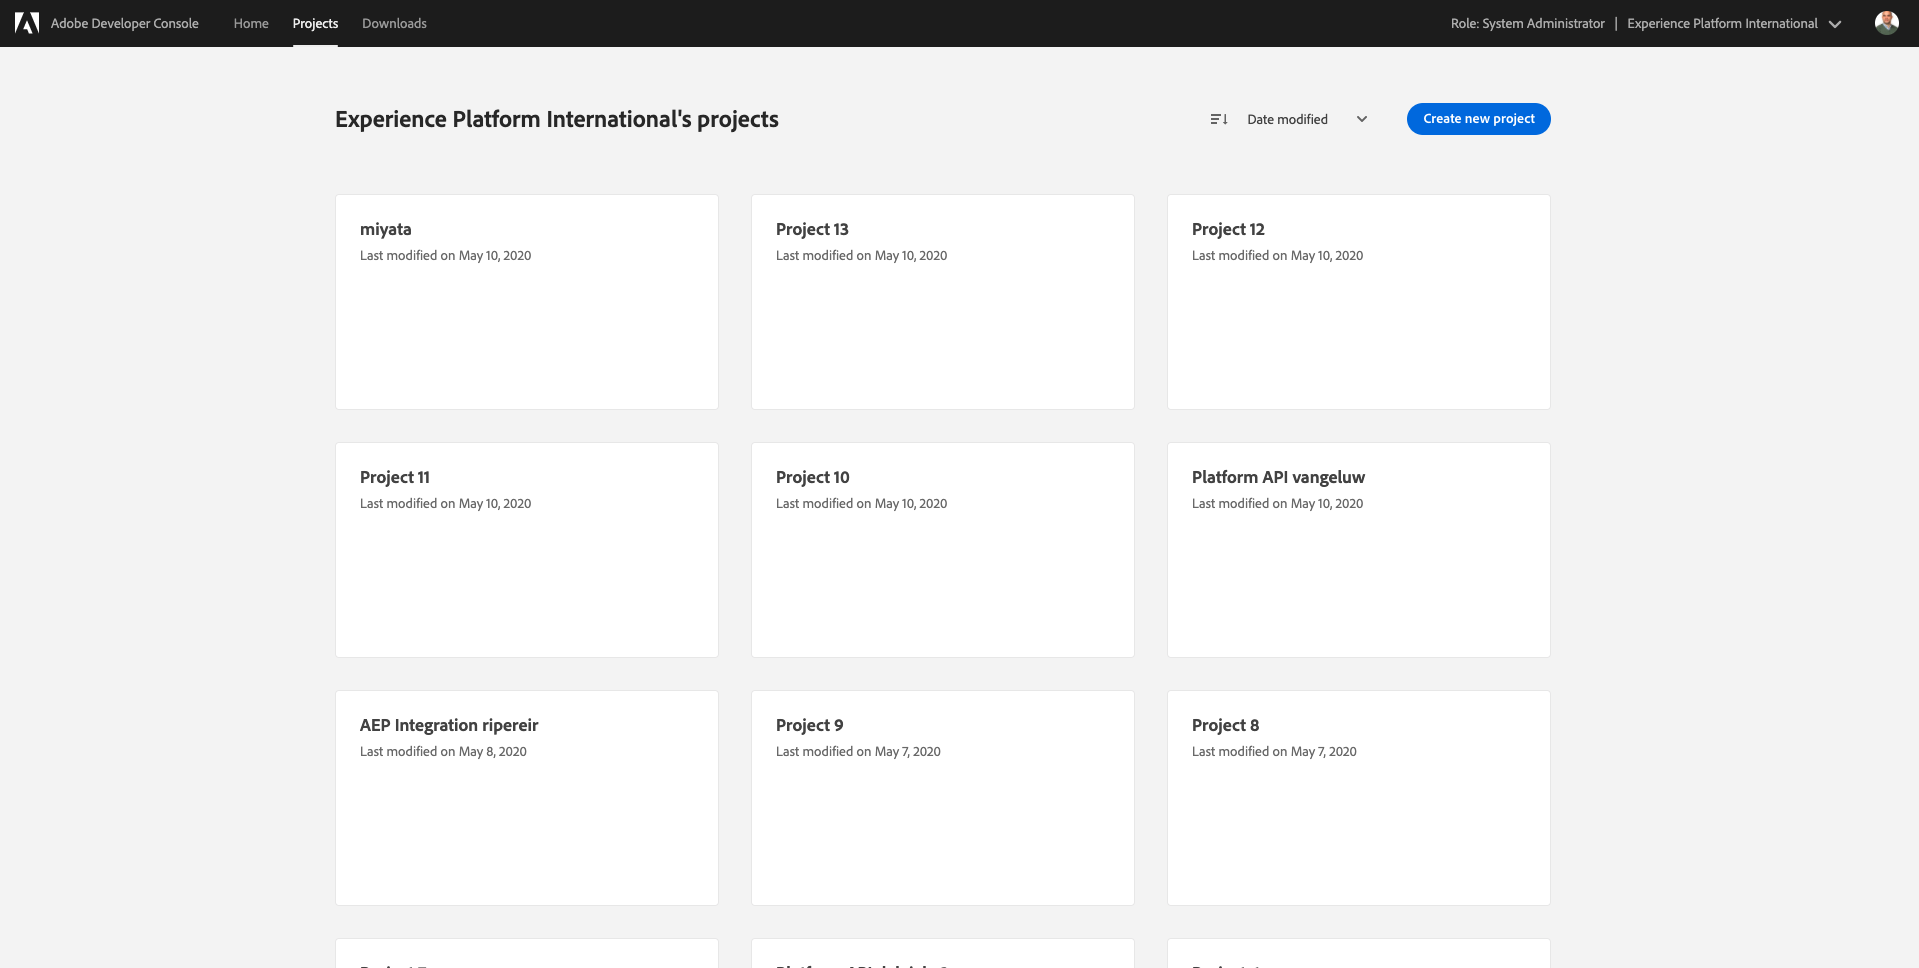 Adobe Developer Console Home Projects Downloads Role: System Administrator | Experience Platform International
Experience Platform International's projects Date modified Create new project
miyata Project 13 Project 12
Last modified on May 10, 2020 Last modified on May 10, 2020 Last modified on May 10, 2020
Project 11 Project 10 Platform API vangeluw
Last modified on May 10, 2020 Last modified on May 10, 2020 Last modified on May 10, 2020
AEP Integration ripereir Project 9 Project 8
Last modified on May 8, 2020 Last modified on May 7, 2020 Last modified on May 7, 2020